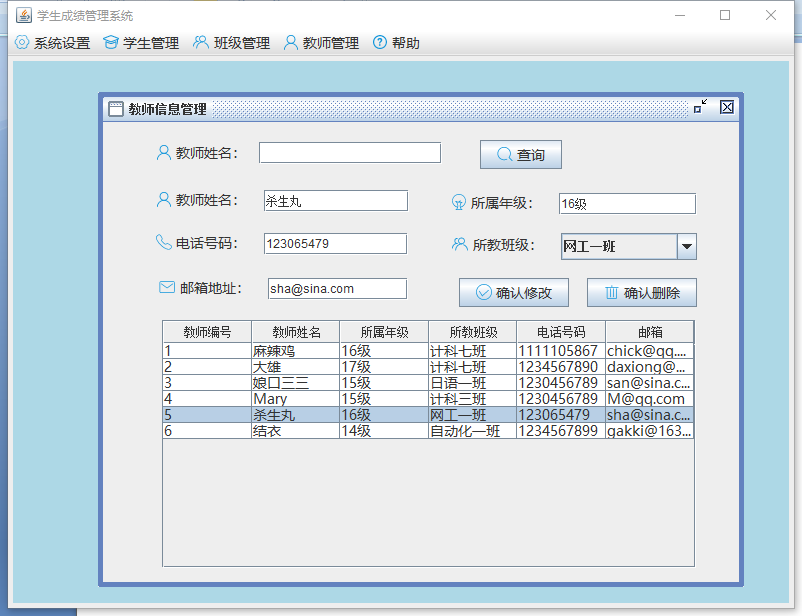 学生成绩管理系统
系统设置 学生管理 班级管理 教师管理 帮助
教师信息管理
教师姓名： 查询
教师姓名： 杀生丸 所属年级： 16级
电话号码： 123065479 所教班级： 网工一班
邮箱地址： sha@sina.com 确认修改 确认删除
教师编号 教师姓名 所属年级 所教班级 电话号码 邮箱
1 麻辣鸡 16级 计科七班 1111105867 chick@qq....
2 大雄 17级 计科七班 1234567890 daxiong@...
3 娘口三三 15级 日语一班 1230456789 san@sina.c...
4 Mary 15级 计科三班 1230456789 M@qq.com
5 杀生丸 16级 网工一班 123065479 sha@sina.c...
6 结衣 14级 自动化一班 1234567899 gakki@163...